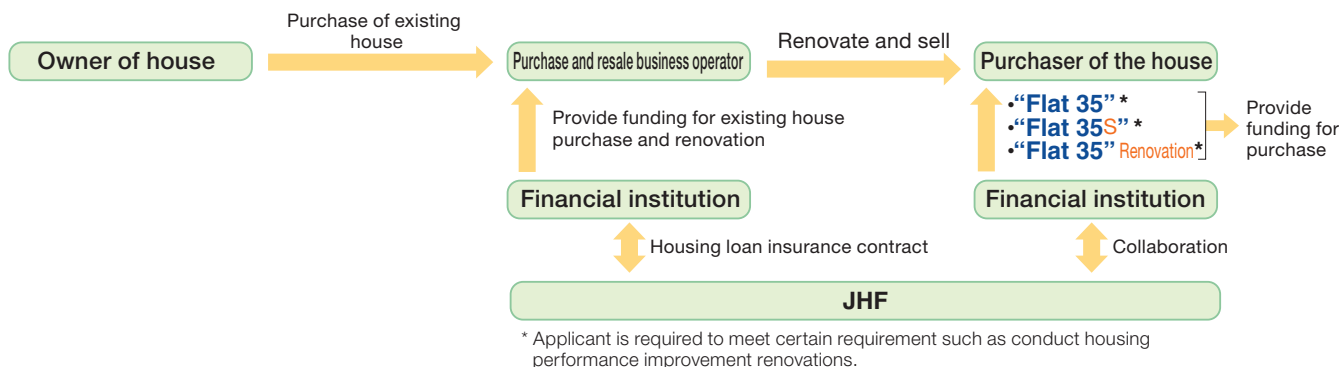 Purchase of existing
house
Owner of house
Purchase and resale business operator
Renovate and sell
Purchaser of the house
Provide funding for existing house
purchase and renovation
•“Flat 35” *
•“Flat 35S” *
•“Flat 35” Renovation*
Provide
funding for
purchase
Financial institution
Financial institution
Housing loan insurance contract
Collaboration
JHF
* Applicant is required to meet certain requirement such as conduct housing
performance improvement renovations.